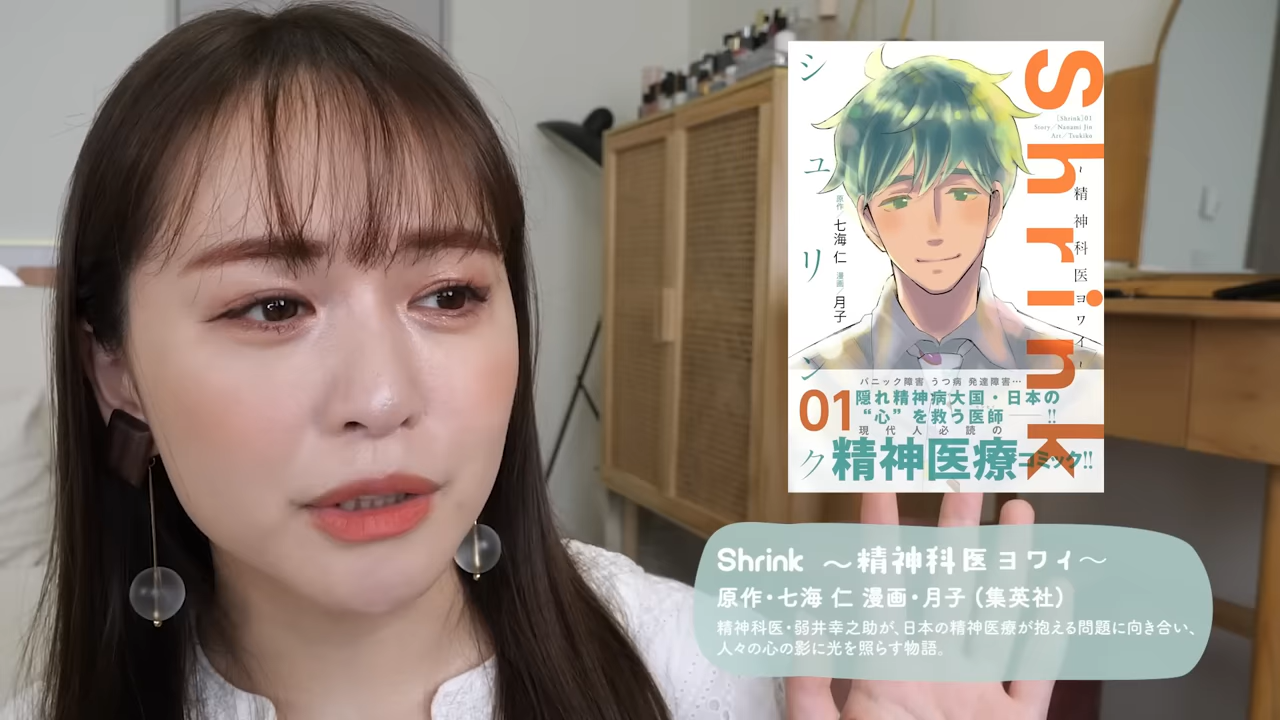 Shrink
シュリンク
[Shrink]01
Story／Nanami Jin
Art／Tsukiko
～精神科医ヨワイ～
原作／七海 仁
漫画／月子
パニック障害 うつ病 発達障害…
隠れ精神病大国・日本の
“心”を救う医師――!!
01
現代人必読の
精神医療コミック!!
Shrink ～精神科医ヨワイ～
原作・七海 仁 漫画・月子（集英社）
精神科医・弱井幸之助が、日本の精神医療が抱える問題に向き合い、
人々の心の影に光を照らす物語。